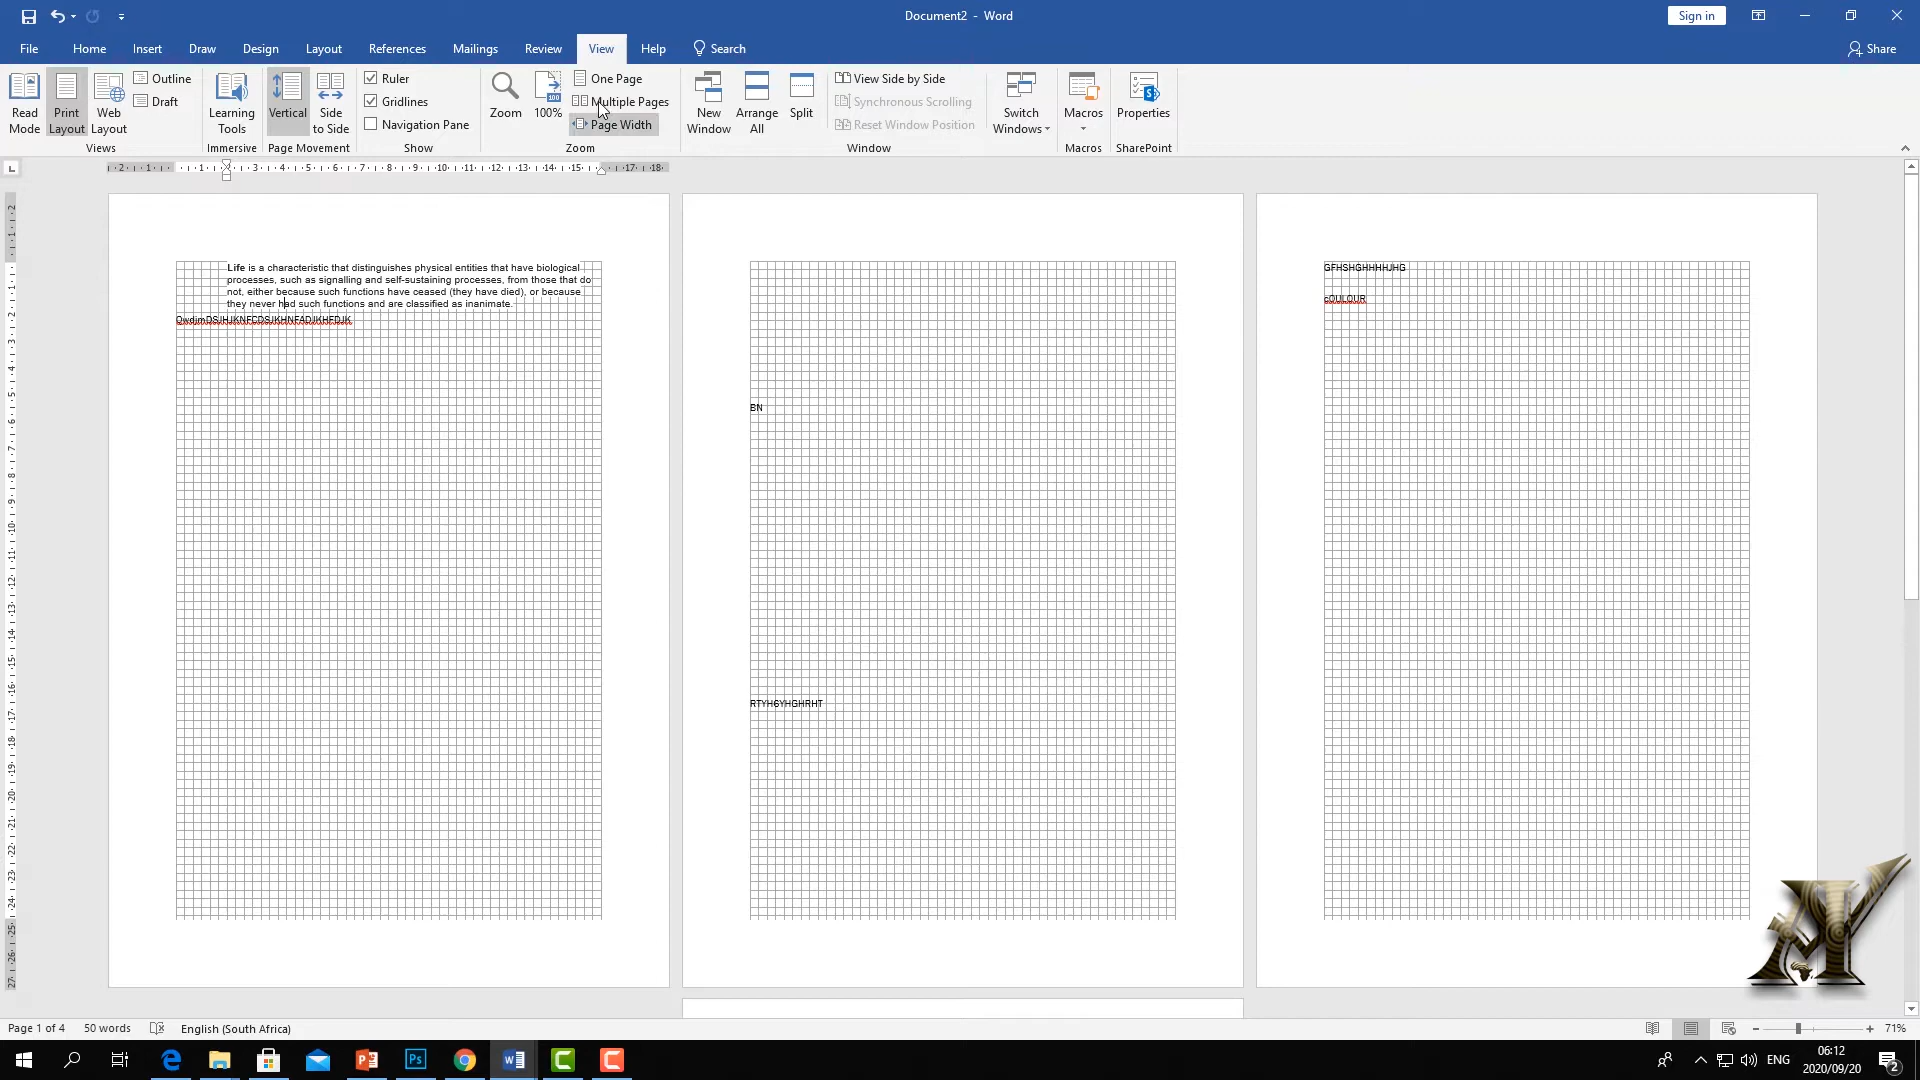 Document2 - Word
Sign in
File Home Insert Draw Design Layout References Mailings Review View Help Search
Share
Read Mode
Print Layout
Web Layout
Outline
Draft
Views
Learning Tools
Immersive
Vertical
Side to Side
Page Movement
Ruler
Gridlines
Navigation Pane
Show
Zoom
100
100%
One Page
Multiple Pages
Page Width
Zoom
New Window
Arrange All
Split
View Side by Side
Synchronous Scrolling
Reset Window Position
Window
Switch Windows
Macros
Macros
Properties
SharePoint
Life is a characteristic that distinguishes physical entities that have biological
processes, such as signalling and self-sustaining processes, from those that do
not, either because such functions have ceased (they have died), or because
they never had such functions and are classified as inanimate.
BN
RTYH6YHGHRHT
GFHSHGHHHHJHG
cOULOUR
Page 1 of 4 50 words English (South Africa)
71%
ENG
06:12
2020/09/20
2